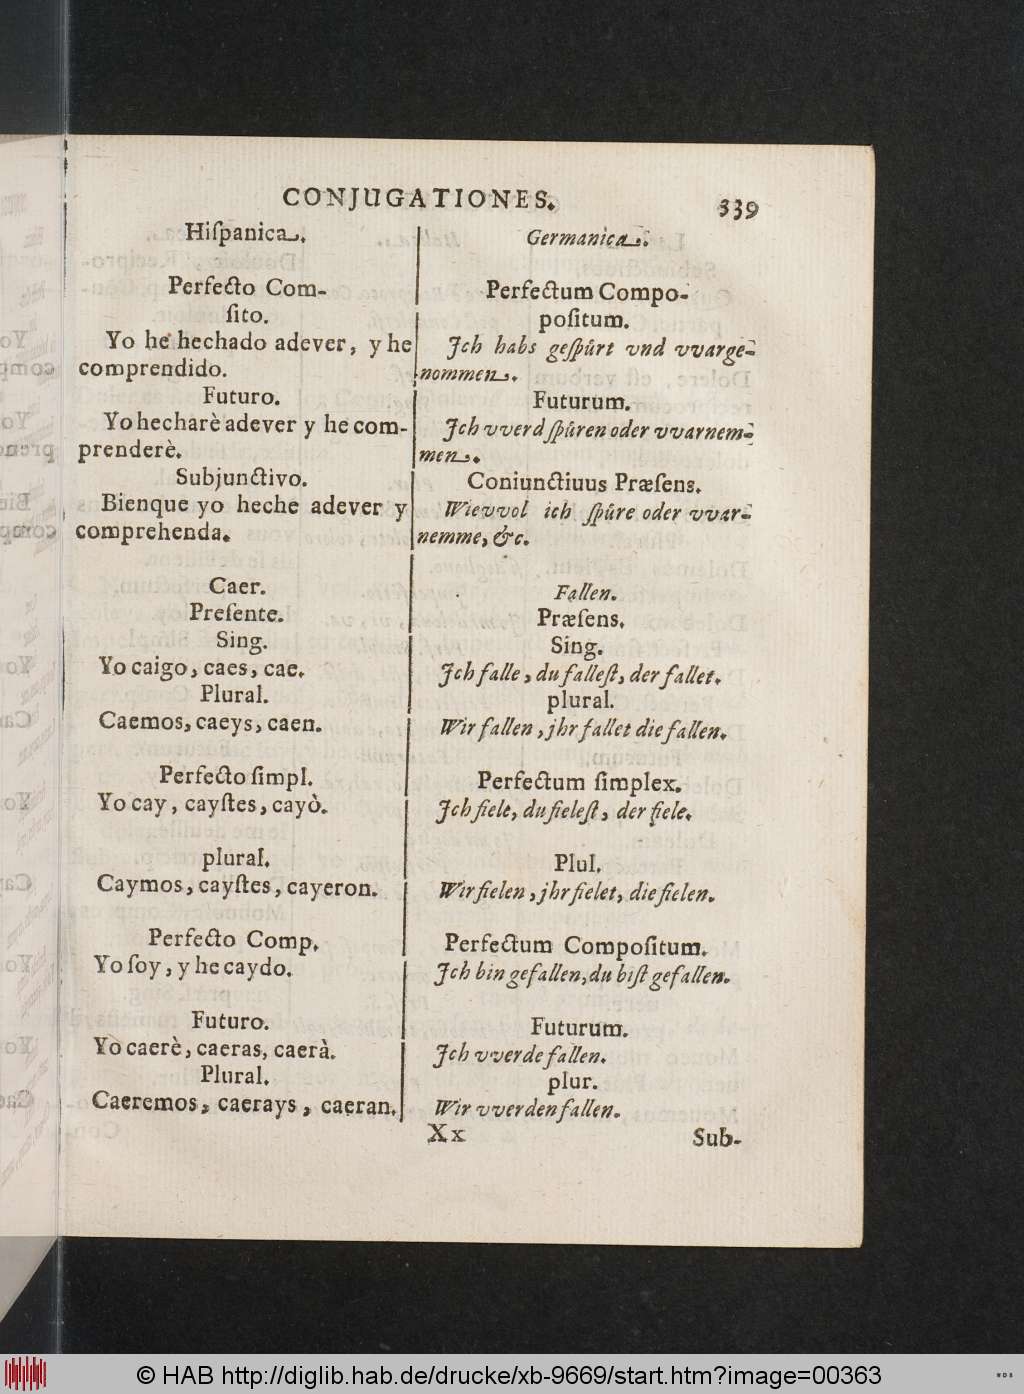 CONJUGATIONES.
339
Hiſpanica.
Perfecto Com-
ſito.
Yo he hechado adever, y he
comprendido.
Futuro.
Yo hecharè adever y he com-
prenderè.
Subjunctivo.
Bienque yo heche adever y
comprehenda.
Caer.
Preſente.
Sing.
Yo caigo, caes, cae.
Plural.
Caemos, caeys, caen.
Perfecto ſimpl.
Yo cay, cayſtes, cayò.
plural.
Caymos, cayſtes, cayeron.
Perfecto Comp.
Yo ſoy, y he caydo.
Futuro.
Yo caerè, caeras, caerà.
Plural.
Caeremos, caerays, caeran.
Germanica.
Perfectum Compo-
ſitum.
Jch habs geſpůrt vnd vvarge-
nommen.
Futurum.
Jch vverd ſpůren oder vvarnem-
men.
Coniunctiuus Præſens.
Wievvol ich ſpůre oder vvar-
nemme, &c.
Fallen.
Præſens.
Sing.
Jch falle, du falleſt, der fallet.
plural.
Wir fallen, jhr fallet die fallen.
Perfectum ſimplex.
Jch fiele, du fieleſt, der fiele.
Plul.
Wir fielen, jhr fielet, die fielen.
Perfectum Compoſitum.
Jch bin gefallen, du biſt gefallen.
Futurum.
Jch vverde fallen.
plur.
Wir vverden fallen.
Xx
Sub-
© HAB http://diglib.hab.de/drucke/xb-9669/start.htm?image=00363